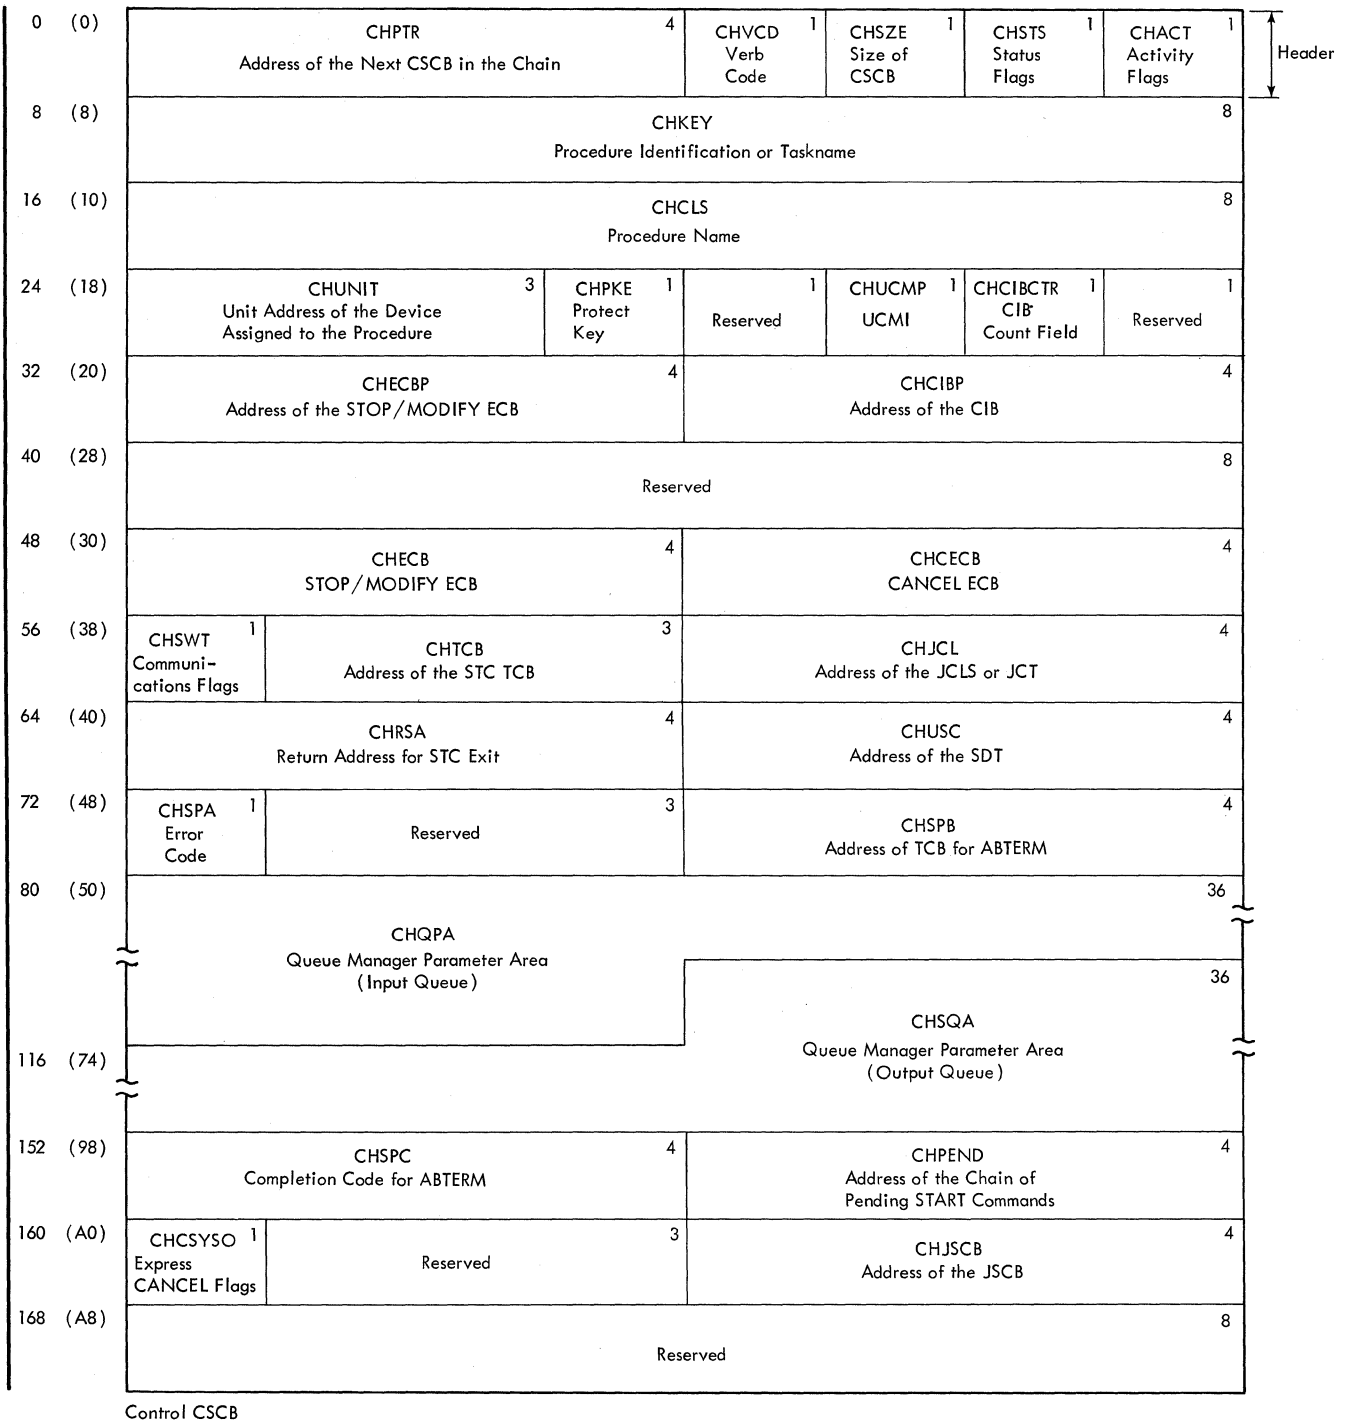 0 (0)
CHPTR 4
Address of the Next CSCB in the Chain
CHVCD 1
Verb
Code
CHSZE 1
Size of
CSCB
CHSTS 1
Status
Flags
CHACT 1
Activity
Flags
Header
8 (8)
CHKEY 8
Procedure Identification or Taskname
16 (10)
CHCLS 8
Procedure Name
24 (18)
CHUNIT 3
Unit Address of the Device
Assigned to the Procedure
CHPKE 1
Protect
Key
1
Reserved
CHUCMP 1
UCMI
CHCIBCTR 1
CIB
Count Field
1
Reserved
32 (20)
CHECBP 4
Address of the STOP/MODIFY ECB
CHCIBP 4
Address of the CIB
40 (28)
8
Reserved
48 (30)
CHECB 4
STOP/MODIFY ECB
CHCECB 4
CANCEL ECB
56 (38)
CHSWT 1
Communi-
cations Flags
CHTCB 3
Address of the STC TCB
CHJCL 4
Address of the JCLS or JCT
64 (40)
CHRSA 4
Return Address for STC Exit
CHUSC 4
Address of the SDT
72 (48)
CHSPA 1
Error
Code
3
Reserved
CHSPB 4
Address of TCB for ABTERM
80 (50)
36
CHQPA
Queue Manager Parameter Area
(Input Queue)
36
CHSQA
Queue Manager Parameter Area
(Output Queue)
116 (74)
152 (98)
CHSPC 4
Completion Code for ABTERM
CHPEND 4
Address of the Chain of
Pending START Commands
160 (A0)
CHCSYSO 1
Express
CANCEL Flags
3
Reserved
CHJSCB 4
Address of the JSCB
168 (A8)
8
Reserved
Control CSCB